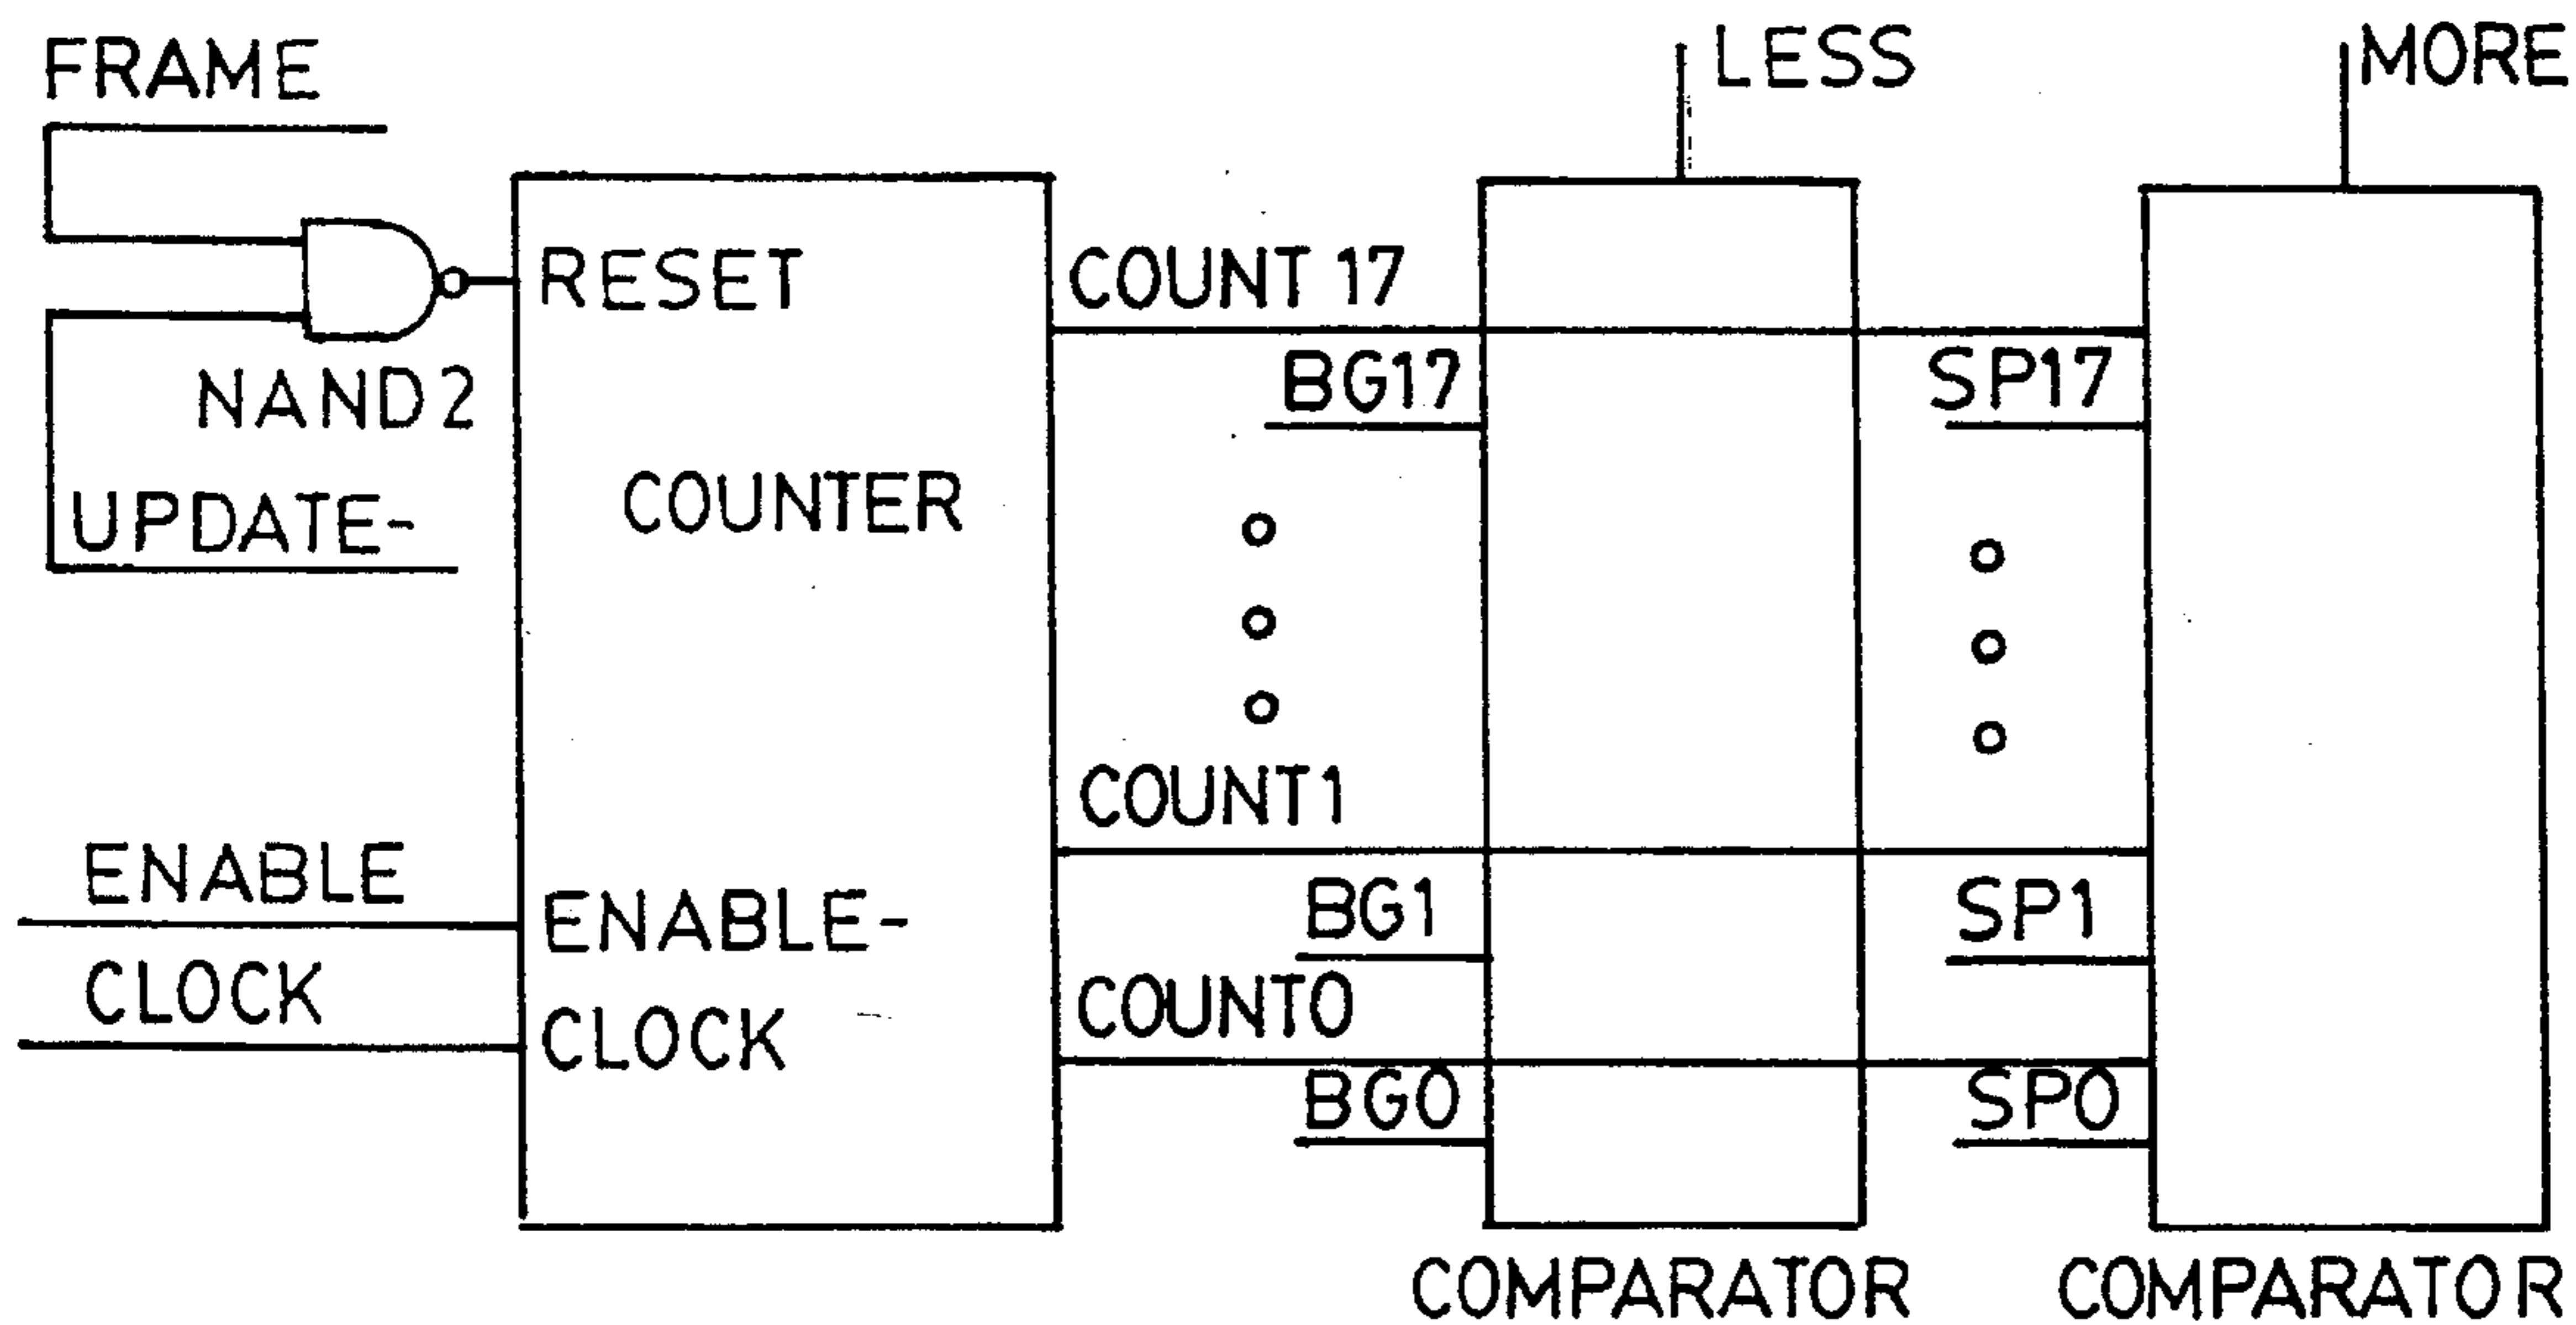 FRAME
LESS
MORE
RESET
COUNT 17
BG17
SP17
NAND2
COUNTER
UPDATE-
COUNT1
ENABLE
ENABLE-
BG1
SP1
CLOCK
CLOCK
COUNT0
BG0
SP0
COMPARATOR
COMPARATOR